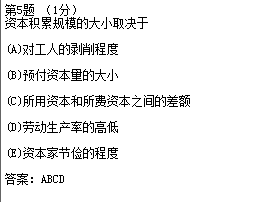 第5题 （1分）
资本积累规模的大小取决于
(A)对工人的剥削程度
(B)预付资本量的大小
(C)所用资本和所费资本之间的差额
(D)劳动生产率的高低
(E)资本家节俭的程度
答案：ABCD